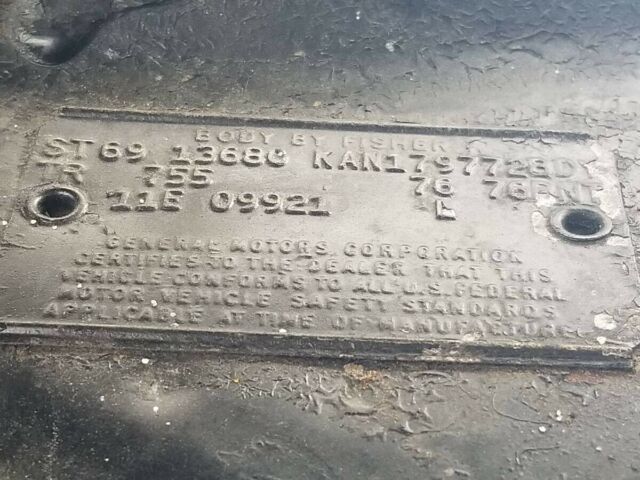 BODY BY FISHER
ST69 13680 KAN179772BDY
TR 755 76 76PNT
11E 09921 L
GENERAL MOTORS CORPORATION
CERTIFIES TO THE DEALER THAT THIS
VEHICLE CONFORMS TO ALL U.S. FEDERAL
MOTOR VEHICLE SAFETY STANDARDS
APPLICABLE AT TIME OF MANUFACTURE